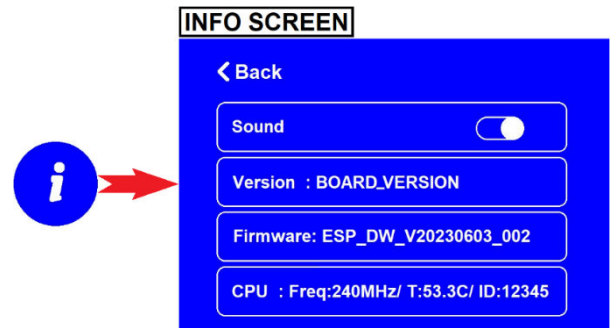 INFO SCREEN
Back
Sound
Version : BOARD_VERSION
i
Firmware: ESP_DW_V20230603_002
CPU : Freq:240MHz/ T:53.3C/ ID:12345